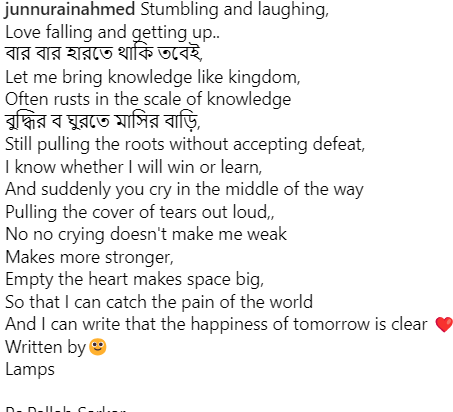 junnurainahmed Stumbling and laughing,
Love falling and getting up..
বার বার হারতে থাকি তবেই,
Let me bring knowledge like kingdom,
Often rusts in the scale of knowledge
বুদ্ধির ব ঘুরতে মাসির বাড়ি,
Still pulling the roots without accepting defeat,
I know whether I will win or learn,
And suddenly you cry in the middle of the way
Pulling the cover of tears out loud,,
No no crying doesn't make me weak
Makes more stronger,
Empty the heart makes space big,
So that I can catch the pain of the world
And I can write that the happiness of tomorrow is clear ❤️
Written by🙂
Lamps